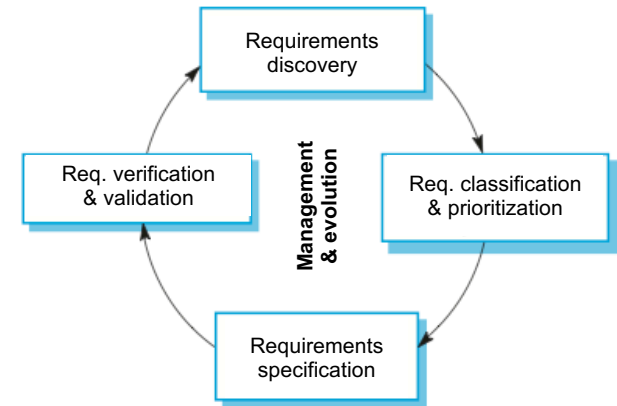 Requirements
discovery
Req. classification
& prioritization
Requirements
specification
Req. verification
& validation
Management
& evolution